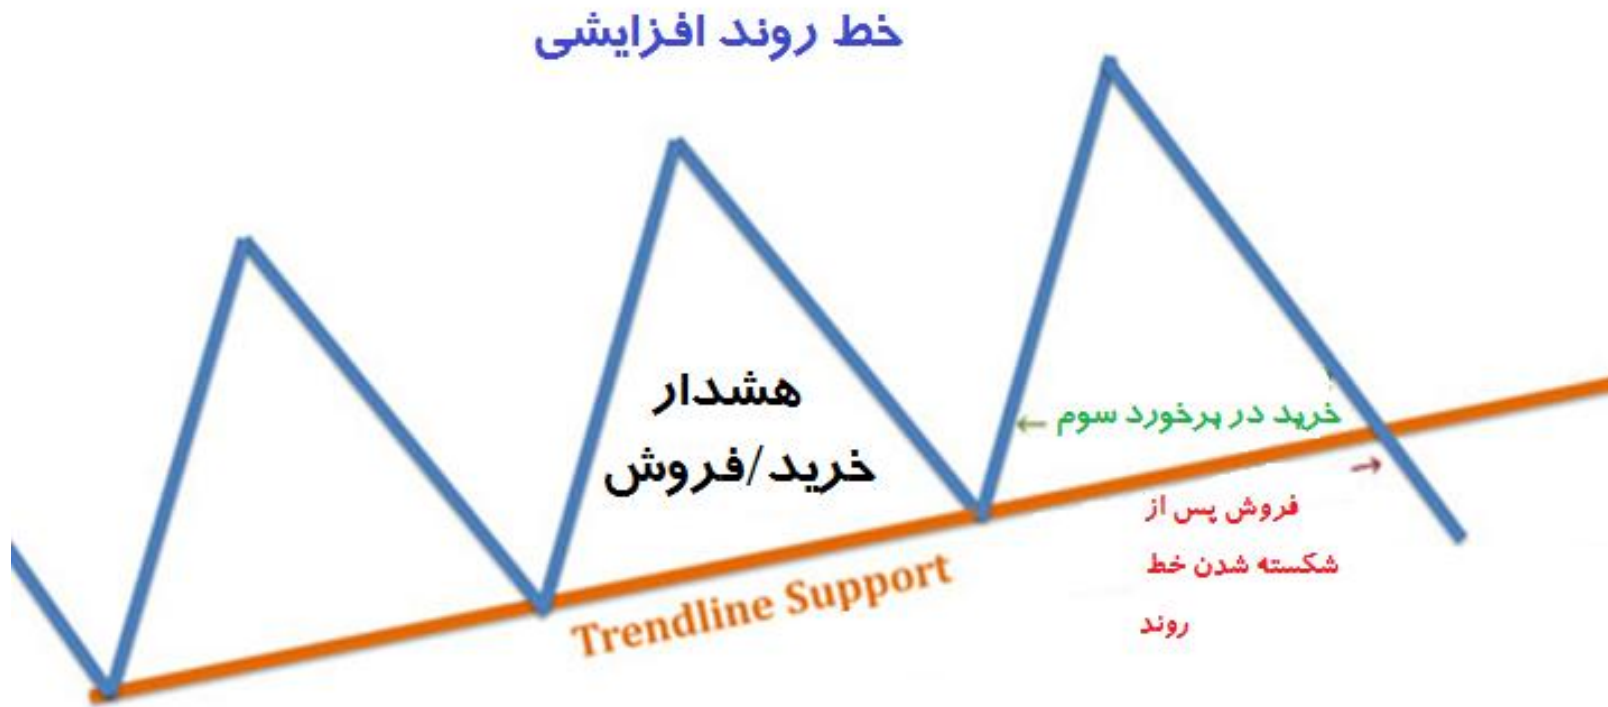 خط روند افزایشی
هشدار
خرید/فروش
خرید در برخورد سوم ←
→
فروش پس از
شکسته شدن خط
روند
Trendline Support